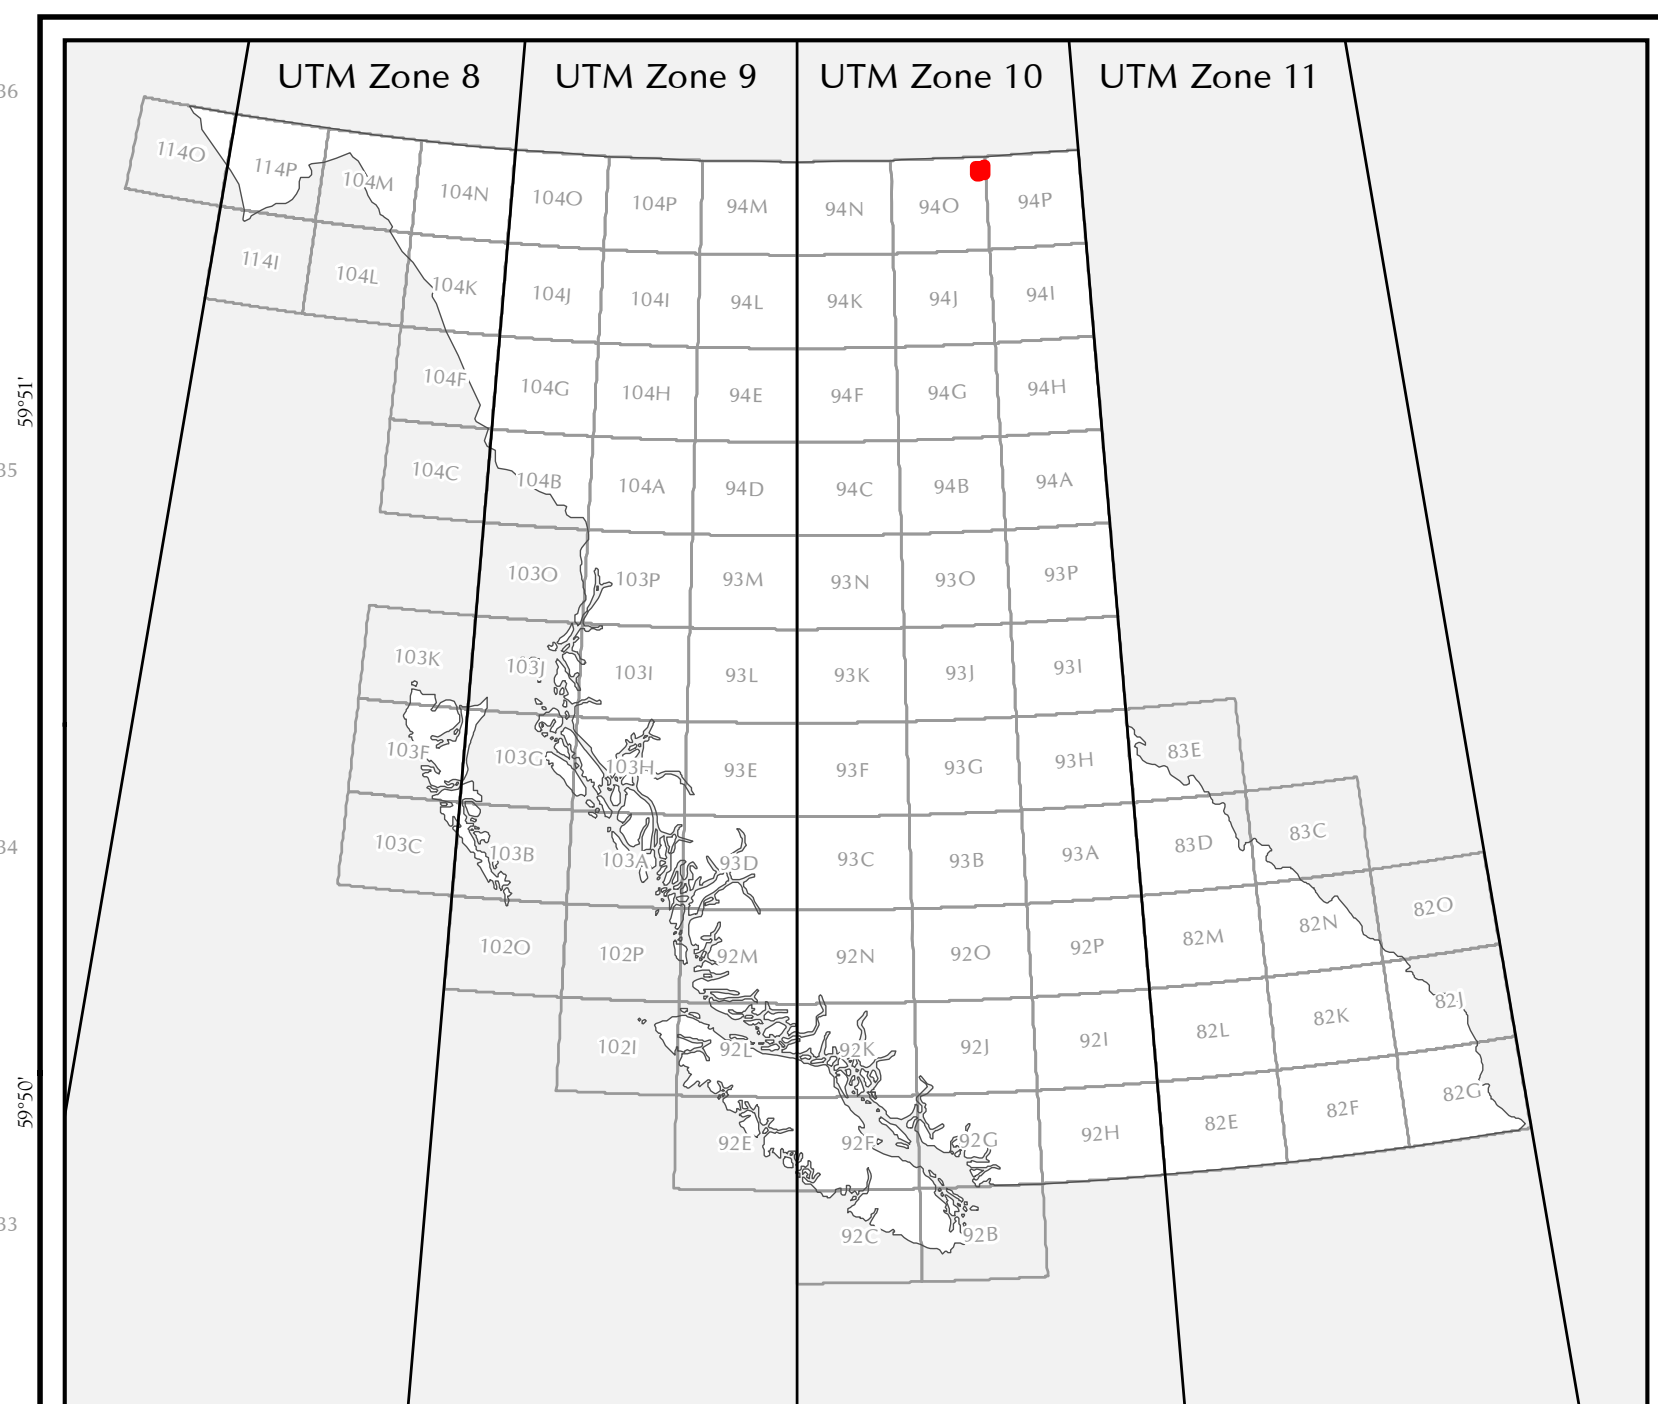 UTM Zone 8 UTM Zone 9 UTM Zone 10 UTM Zone 11
36
114O 114P 104M 104N 104O 104P 94M 94N 94O 94P
114I 104L 104K 104J 104I 94L 94K 94J 94I
59°51'
104F 104G 104H 94E 94F 94G 94H
35
104C 104B 104A 94D 94C 94B 94A
103O 103P 93M 93N 93O 93P
103K 103J 103I 93L 93K 93J 93I
103F 103G 103H 93E 93F 93G 93H 83E
34
103C 103B 103A 93D 93C 93B 93A 83D 83C
102O 102P 92M 92N 92O 92P 82M 82N 82O
102I 92L 92K 92J 92I 82L 82K 82J
59°50'
92E 92F 92G 92H 82E 82F 82G
33
92C 92B